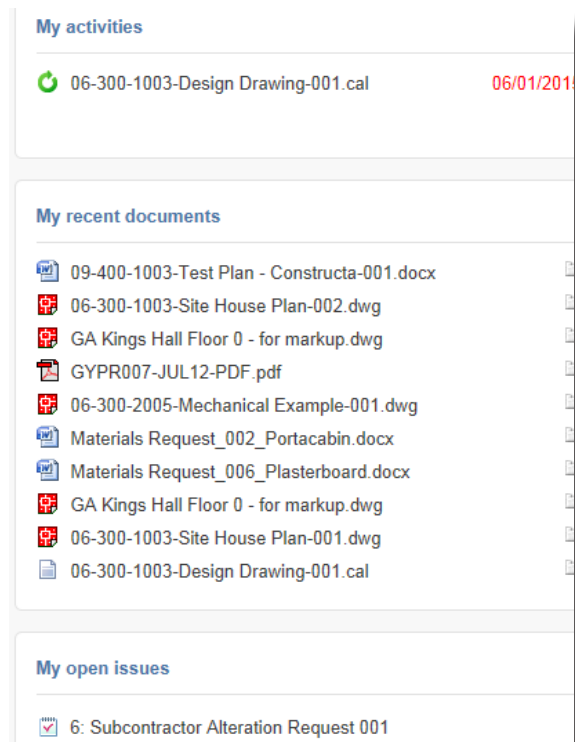 My activities
06-300-1003-Design Drawing-001.cal 06/01/201
My recent documents
09-400-1003-Test Plan - Constructa-001.docx
06-300-1003-Site House Plan-002.dwg
GA Kings Hall Floor 0 - for markup.dwg
GYPR007-JUL12-PDF.pdf
06-300-2005-Mechanical Example-001.dwg
Materials Request_002_Portacabin.docx
Materials Request_006_Plasterboard.docx
GA Kings Hall Floor 0 - for markup.dwg
06-300-1003-Site House Plan-001.dwg
06-300-1003-Design Drawing-001.cal
My open issues
6: Subcontractor Alteration Request 001